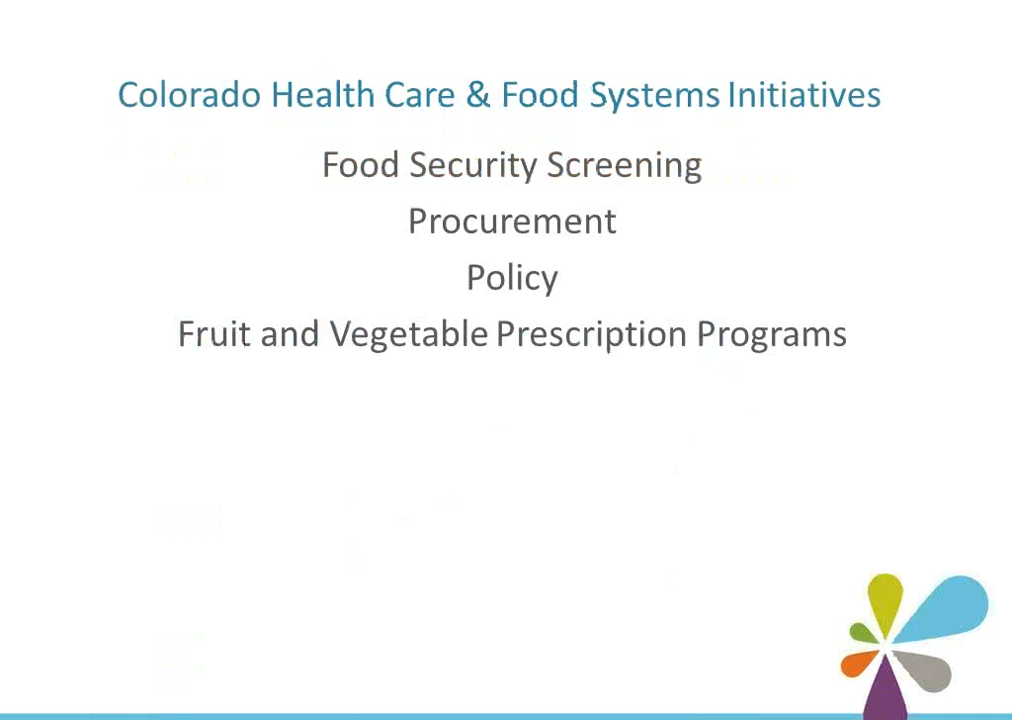 Colorado Health Care & Food Systems Initiatives
Food Security Screening
Procurement
Policy
Fruit and Vegetable Prescription Programs